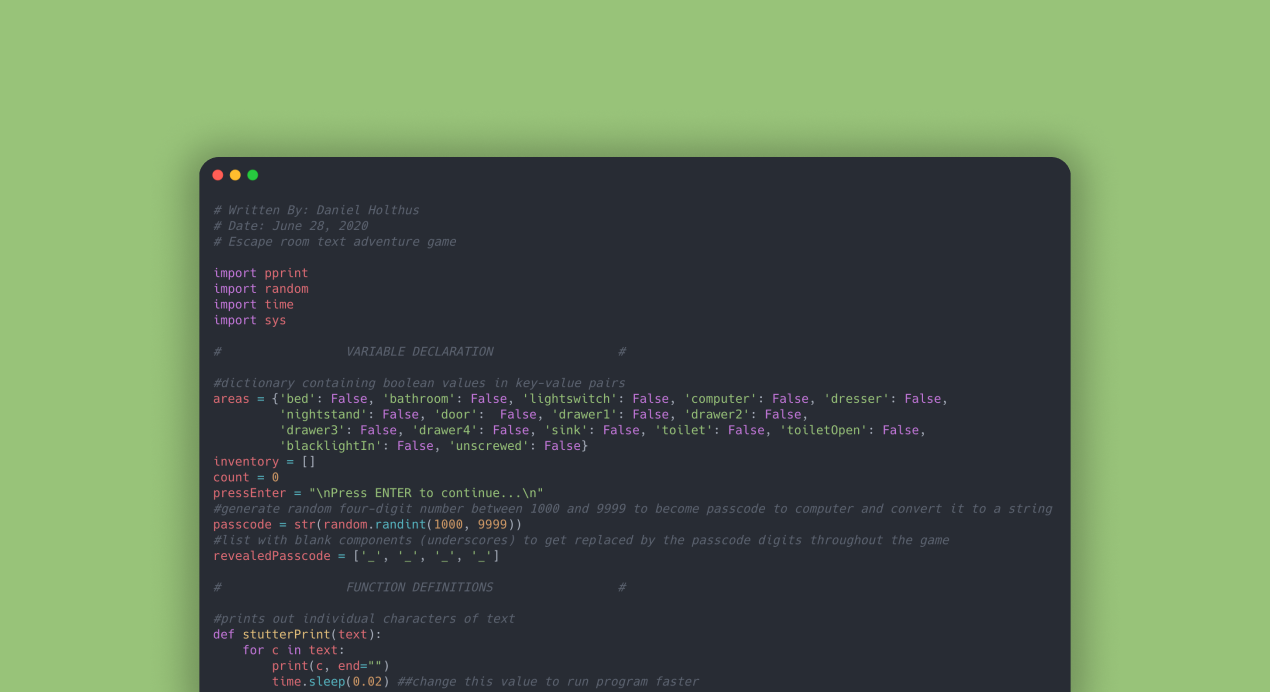 # Written By: Daniel Holthus
# Date: June 28, 2020
# Escape room text adventure game
import pprint
import random
import time
import sys
#                 VARIABLE DECLARATION                 #
#dictionary containing boolean values in key-value pairs
areas = {'bed': False, 'bathroom': False, 'lightswitch': False, 'computer': False, 'dresser': False,
         'nightstand': False, 'door':  False, 'drawer1': False, 'drawer2': False,
         'drawer3': False, 'drawer4': False, 'sink': False, 'toilet': False, 'toiletOpen': False,
         'blacklightIn': False, 'unscrewed': False}
inventory = []
count = 0
pressEnter = "\nPress ENTER to continue...\n"
#generate random four-digit number between 1000 and 9999 to become passcode to computer and convert it to a string
passcode = str(random.randint(1000, 9999))
#list with blank components (underscores) to get replaced by the passcode digits throughout the game
revealedPasscode = ['_', '_', '_', '_']
#                 FUNCTION DEFINITIONS                 #
#prints out individual characters of text
def stutterPrint(text):
    for c in text:
        print(c, end="")
        time.sleep(0.02) ##change this value to run program faster